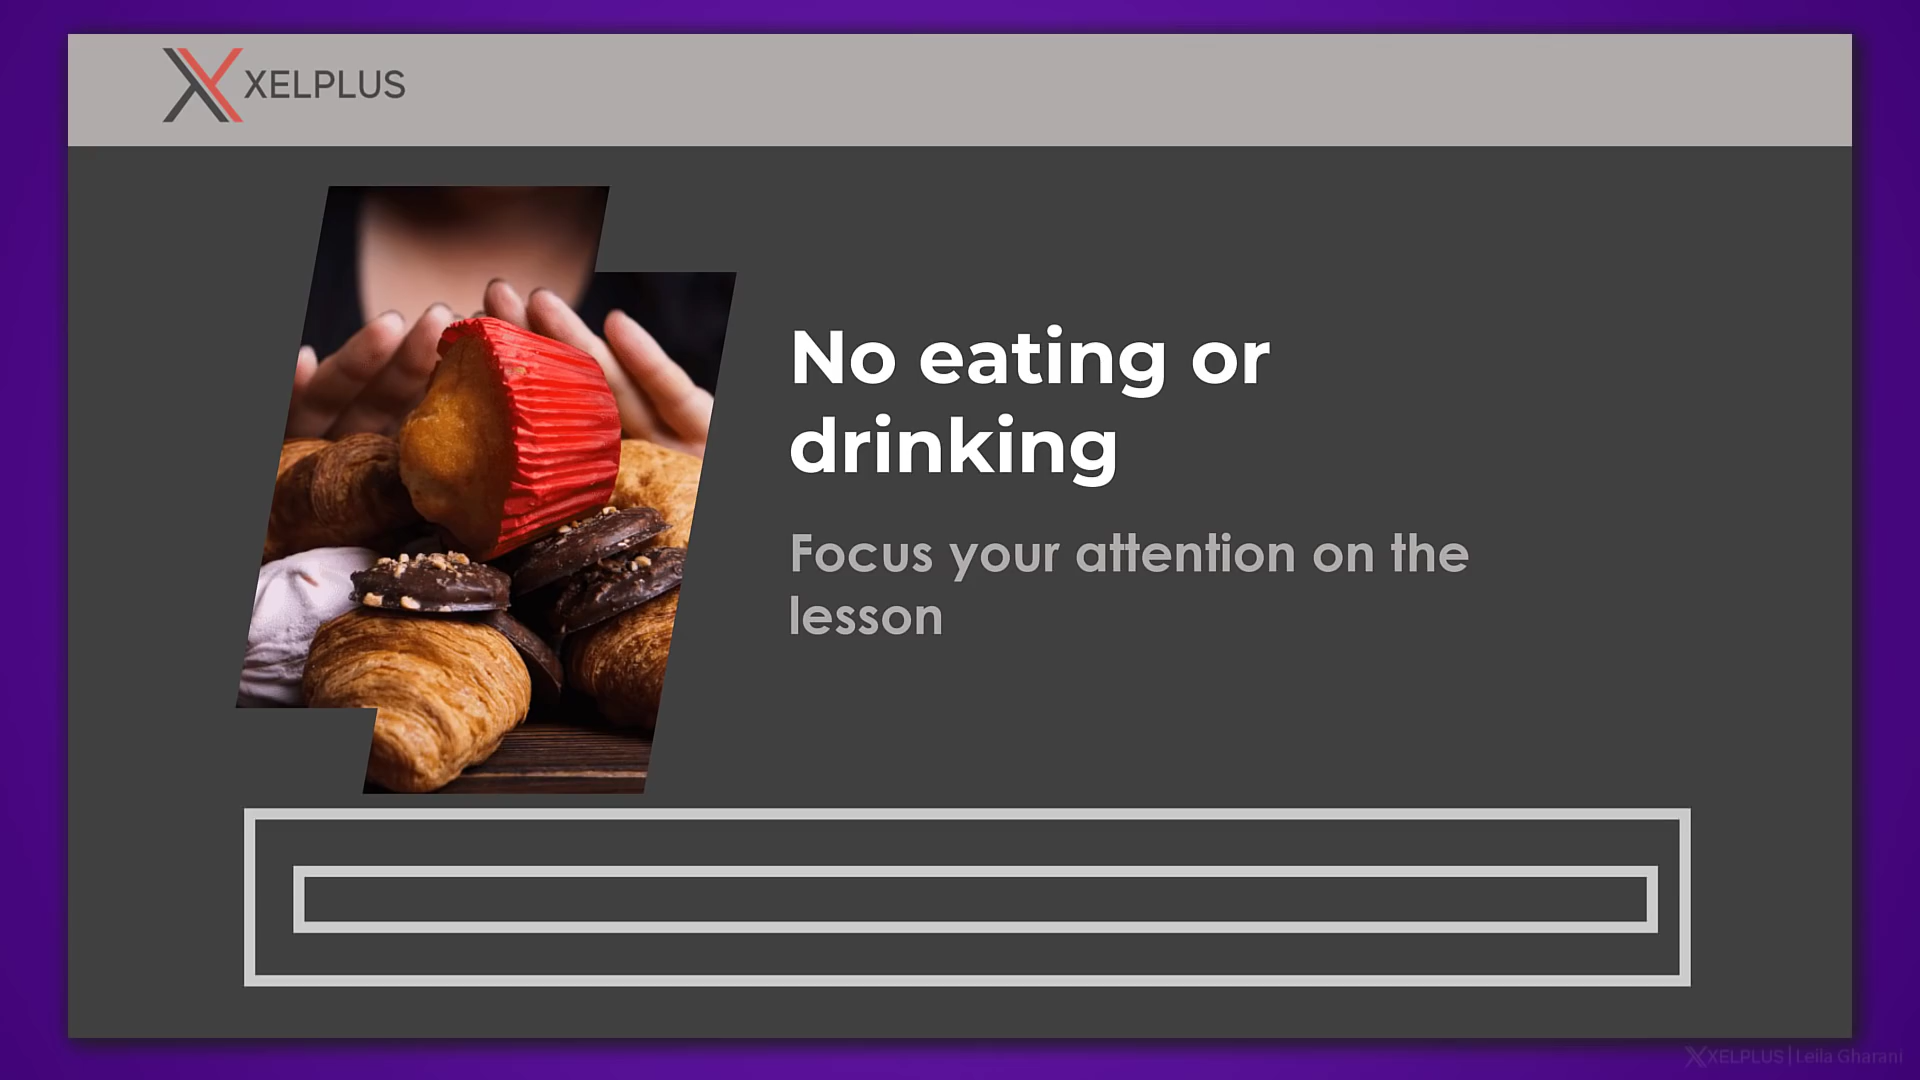 XELPLUS
No eating or
drinking
Focus your attention on the
lesson
XELPLUS | Leila Gharani